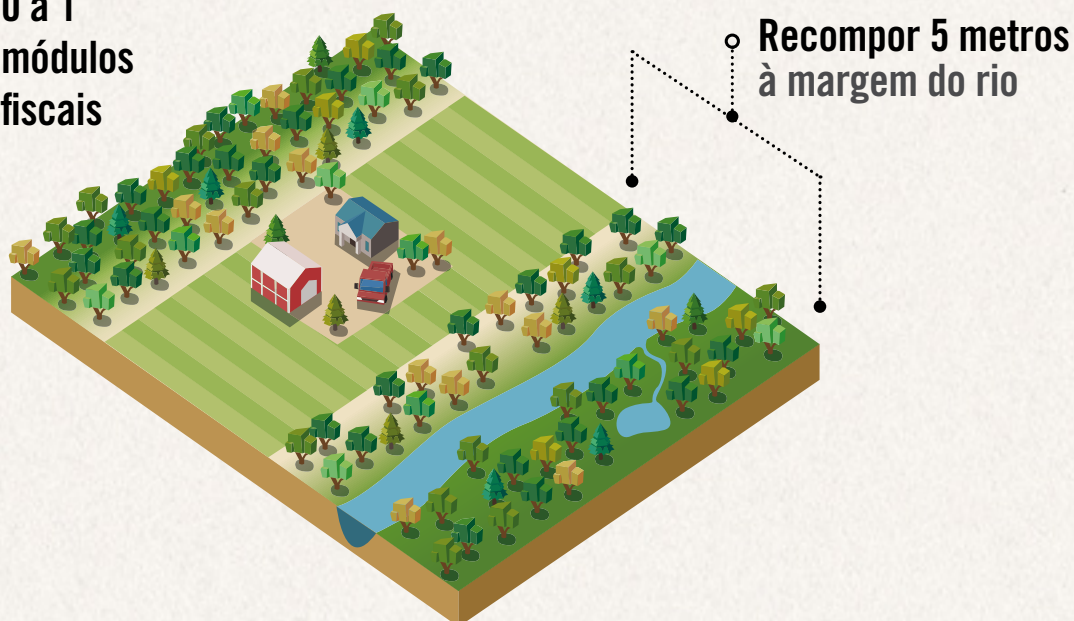 0 a 1
módulos
fiscais
Recompor 5 metros
à margem do rio